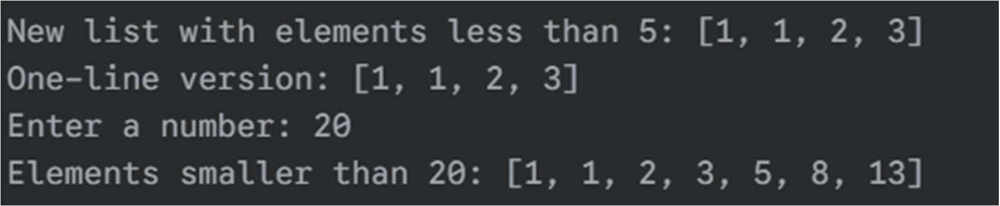 New list with elements less than 5: [1, 1, 2, 3]
One-line version: [1, 1, 2, 3]
Enter a number: 20
Elements smaller than 20: [1, 1, 2, 3, 5, 8, 13]